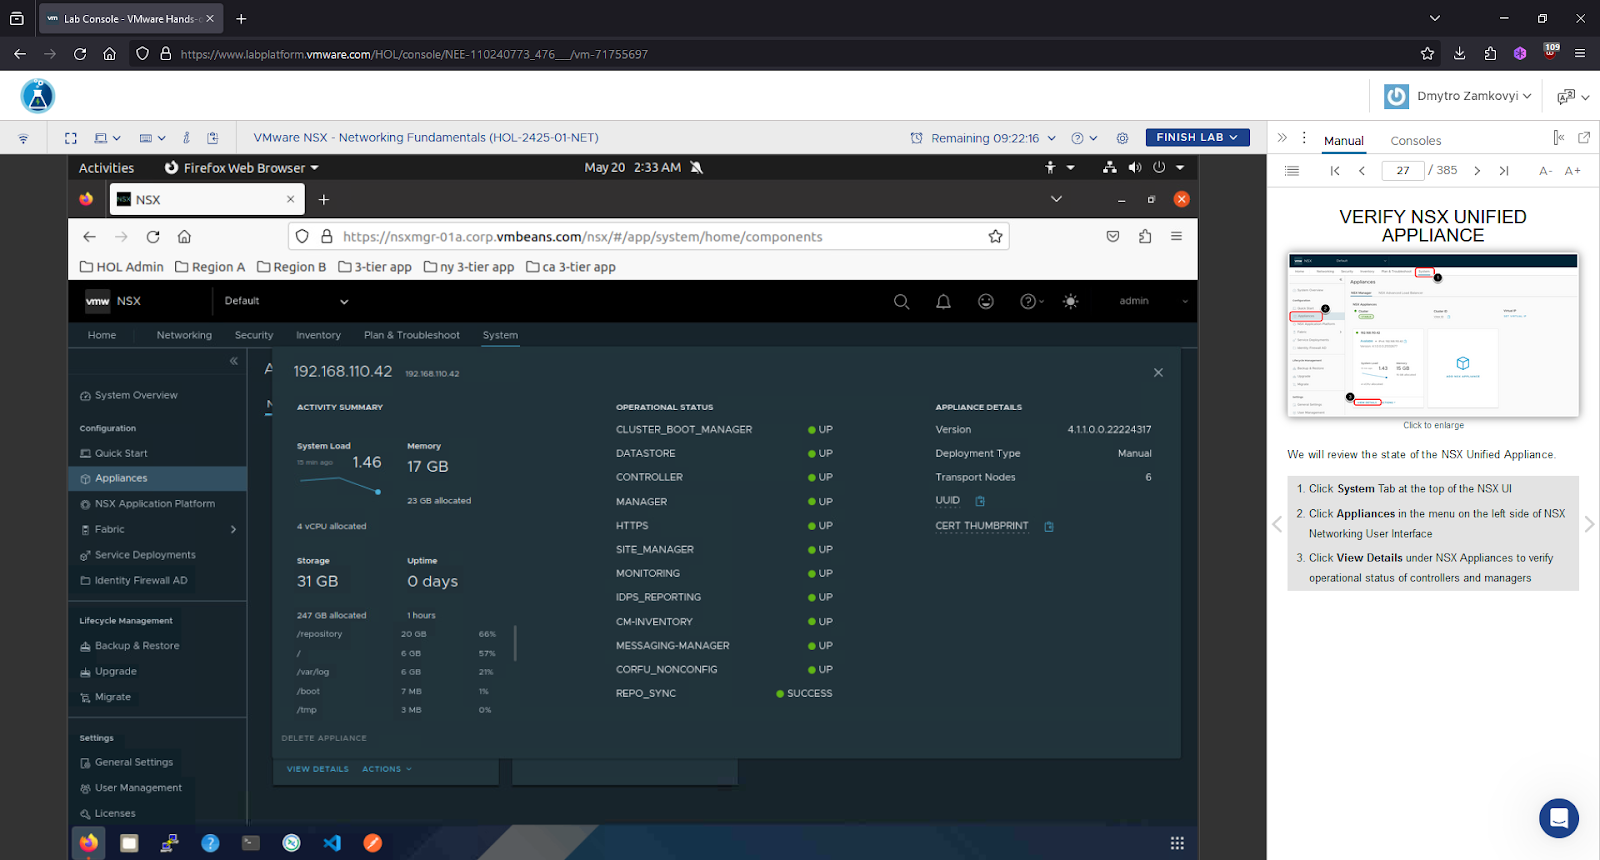 Lab Console - VMware Hands-o
https://www.labplatform.vmware.com/HOL/console/NEE-110240773_476___/vm-71755697
109
Dmytro Zamkovyi
VMware NSX - Networking Fundamentals (HOL-2425-01-NET)
Remaining 09:22:16
FINISH LAB
Manual
Consoles
27 / 385
A- A+
Activities
Firefox Web Browser
May 20 2:33 AM
NSX
https://nsxmgr-01a.corp.vmbeans.com/nsx/#/app/system/home/components
HOL Admin
Region A
Region B
3-tier app
ny 3-tier app
ca 3-tier app
vmw NSX
Default
admin
Home
Networking
Security
Inventory
Plan & Troubleshoot
System
System Overview
Configuration
Quick Start
Appliances
NSX Application Platform
Fabric
Service Deployments
Identity Firewall AD
Lifecycle Management
Backup & Restore
Upgrade
Migrate
Settings
General Settings
User Management
Licenses
192.168.110.42 192.168.110.42
ACTIVITY SUMMARY
System Load
15 min ago 1.46
Memory
17 GB
23 GB allocated
4 vCPU allocated
Storage
31 GB
247 GB allocated
Uptime
0 days
1 hours
/repository 20 GB 66%
/ 6 GB 57%
/var/log 6 GB 21%
/boot 7 MB 1%
/tmp 3 MB 0%
DELETE APPLIANCE
VIEW DETAILS ACTIONS
OPERATIONAL STATUS
CLUSTER_BOOT_MANAGER UP
DATASTORE UP
CONTROLLER UP
MANAGER UP
HTTPS UP
SITE_MANAGER UP
MONITORING UP
IDPS_REPORTING UP
CM-INVENTORY UP
MESSAGING-MANAGER UP
CORFU_NONCONFIG UP
REPO_SYNC SUCCESS
APPLIANCE DETAILS
Version 4.1.1.0.0.22224317
Deployment Type Manual
Transport Nodes 6
UUID
CERT THUMBPRINT
VERIFY NSX UNIFIED
APPLIANCE
Click to enlarge
We will review the state of the NSX Unified Appliance.
1. Click System Tab at the top of the NSX UI
2. Click Appliances in the menu on the left side of NSX
Networking User Interface
3. Click View Details under NSX Appliances to verify
operational status of controllers and managers